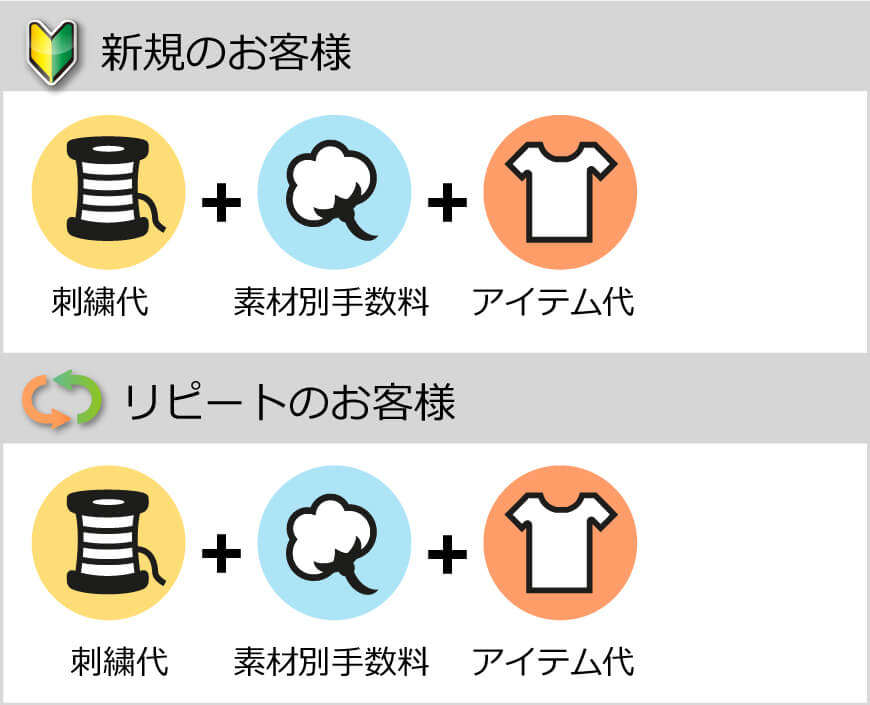 新規のお客様
刺繍代 + 素材別手数料 + アイテム代
リピートのお客様
刺繍代 + 素材別手数料 + アイテム代